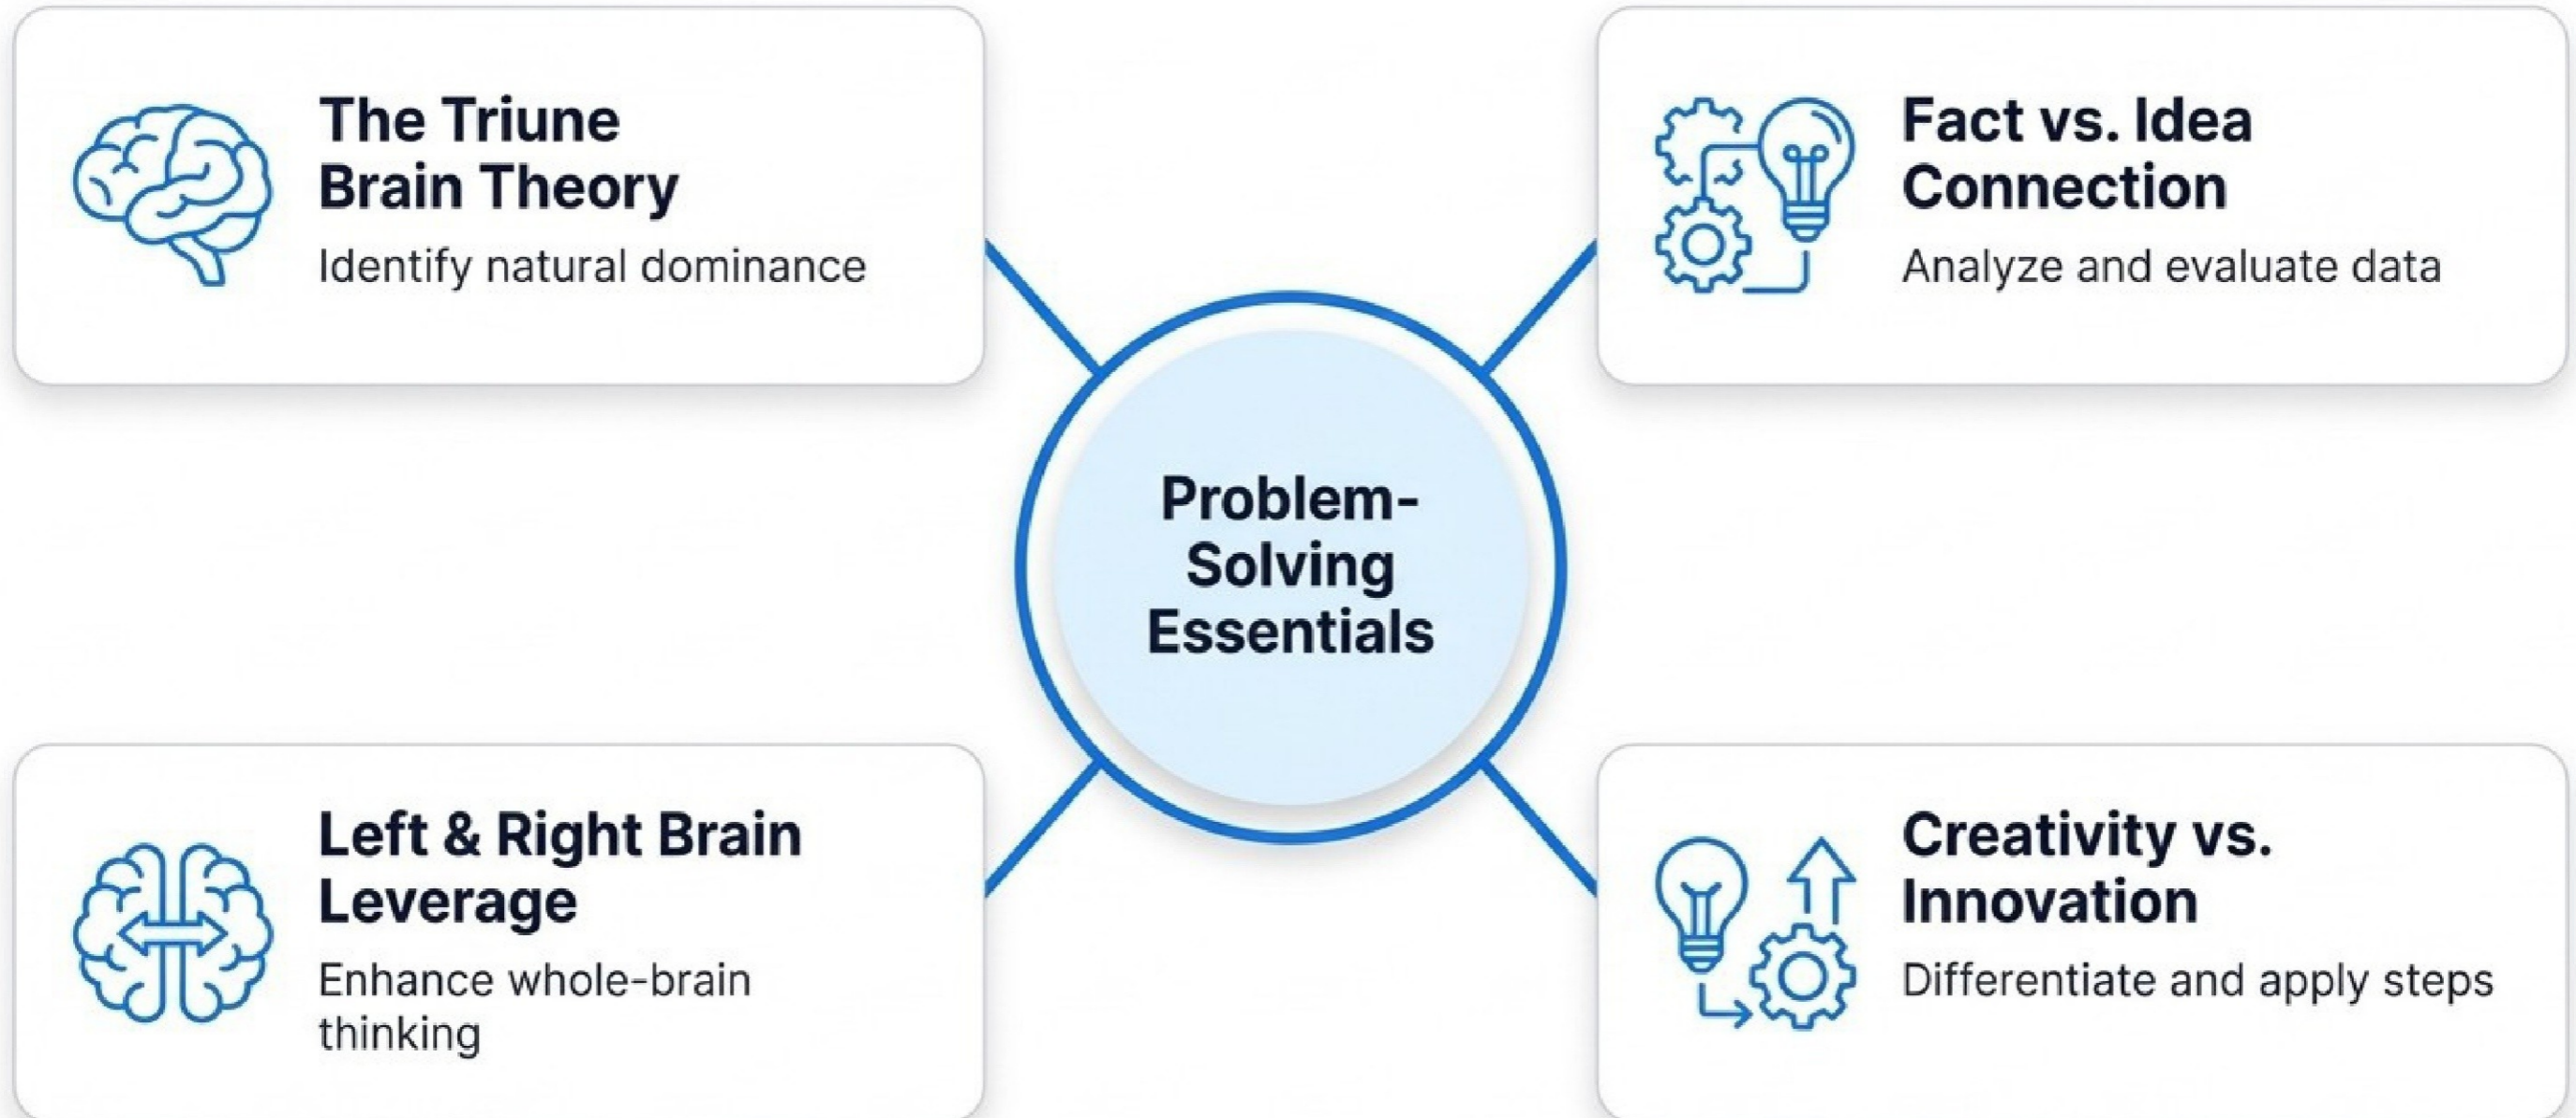 The Triune
Brain Theory
Identify natural dominance
Fact vs. Idea
Connection
Analyze and evaluate data
Problem-
Solving
Essentials
Left & Right Brain
Leverage
Enhance whole-brain
thinking
Creativity vs.
Innovation
Differentiate and apply steps